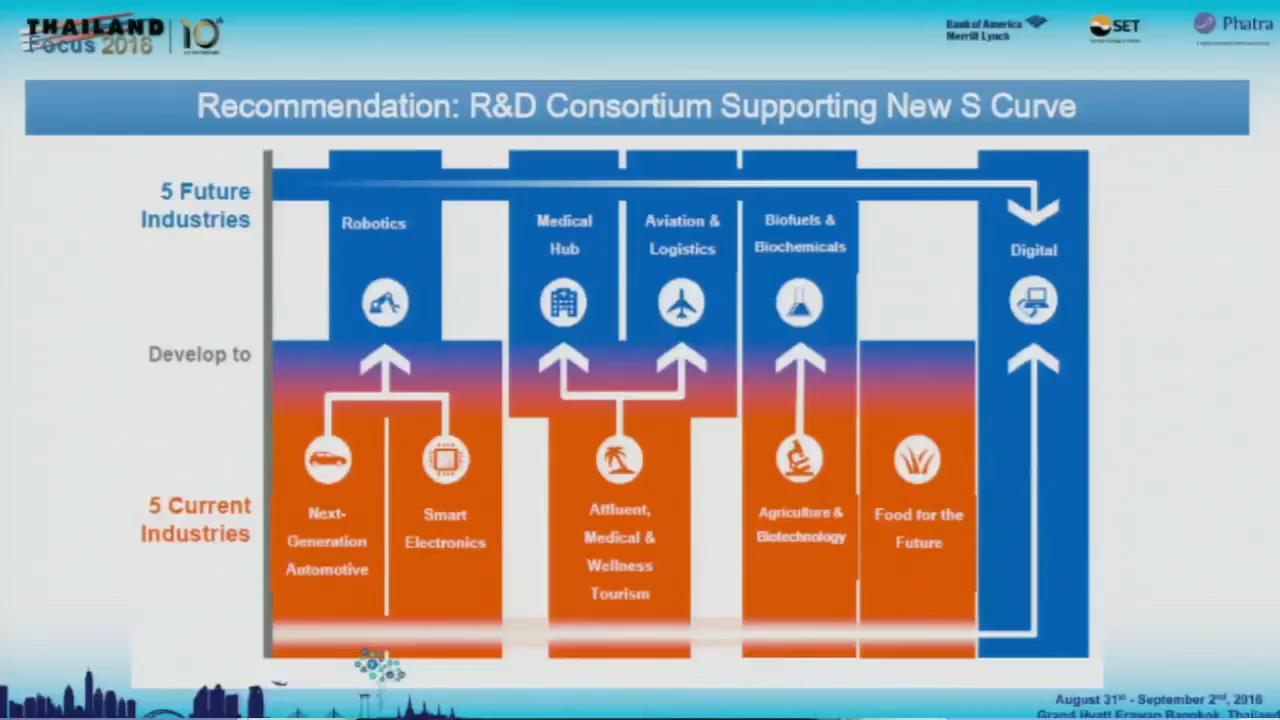 THAILAND
Focus 2016
10th
Bank of America
Merrill Lynch
SET
Phatra
Recommendation: R&D Consortium Supporting New S Curve
5 Future
Industries
Robotics
Medical
Hub
Aviation &
Logistics
Biofuels &
Biochemicals
Digital
Develop to
5 Current
Industries
Next-
Generation
Automotive
Smart
Electronics
Affluent,
Medical &
Wellness
Tourism
Agriculture &
Biotechnology
Food for the
Future
August 31st - September 2nd, 2016
Grand Hyatt Erawan Bangkok, Thailand